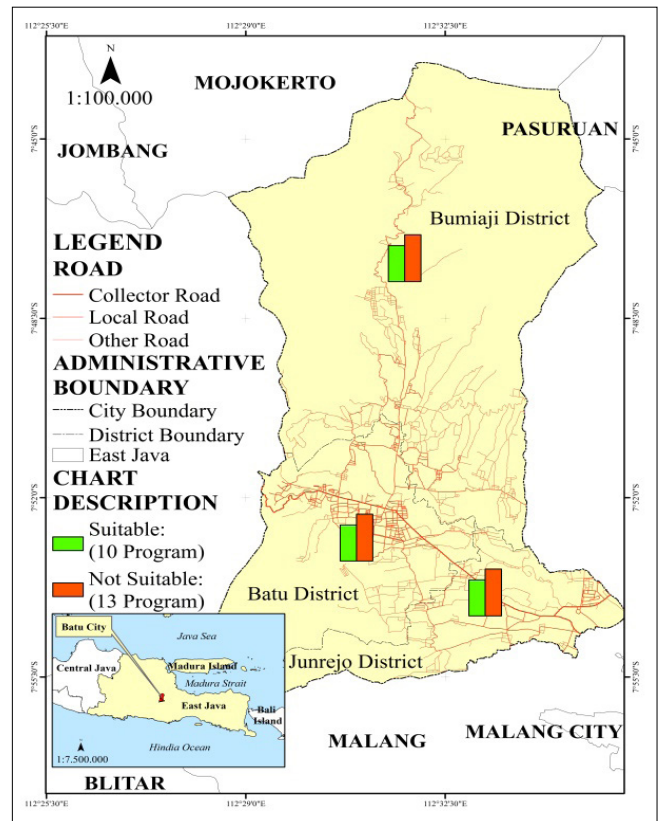 112°25'30"E
112°29'0"E
112°32'30"E
N
1:100.000
MOJOKERTO
PASURUAN
JOMBANG
7°45'0"S
7°45'0"S
Bumiaji District
LEGEND
ROAD
Collector Road
Local Road
Other Road
ADMINISTRATIVE
BOUNDARY
City Boundary
District Boundary
East Java
CHART
DESCRIPTION
Suitable:
(10 Program)
Not Suitable:
(13 Program)
7°48'30"S
7°48'30"S
7°52'0"S
7°52'0"S
Batu District
Junrejo District
7°55'30"S
7°55'30"S
Batu City
Java Sea
Central Java
Madura Island
Madura Strait
East Java
Bali
Island
Hindia Ocean
1:7.500.000
MALANG
MALANG CITY
BLITAR
112°25'30"E
112°29'0"E
112°32'30"E